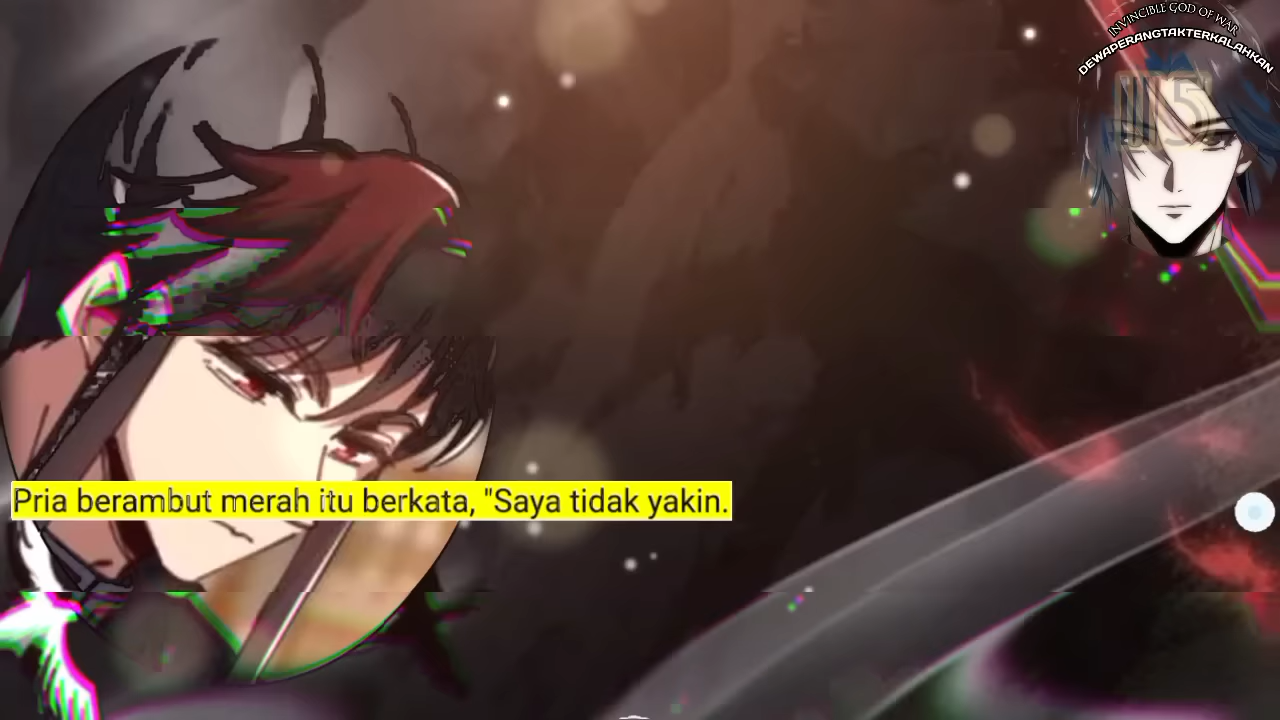 INVINCIBLE GOD OF WAR
DEWAPERANGTAKTERKALAHKAN
Pria berambut merah itu berkata, "Saya tidak yakin.